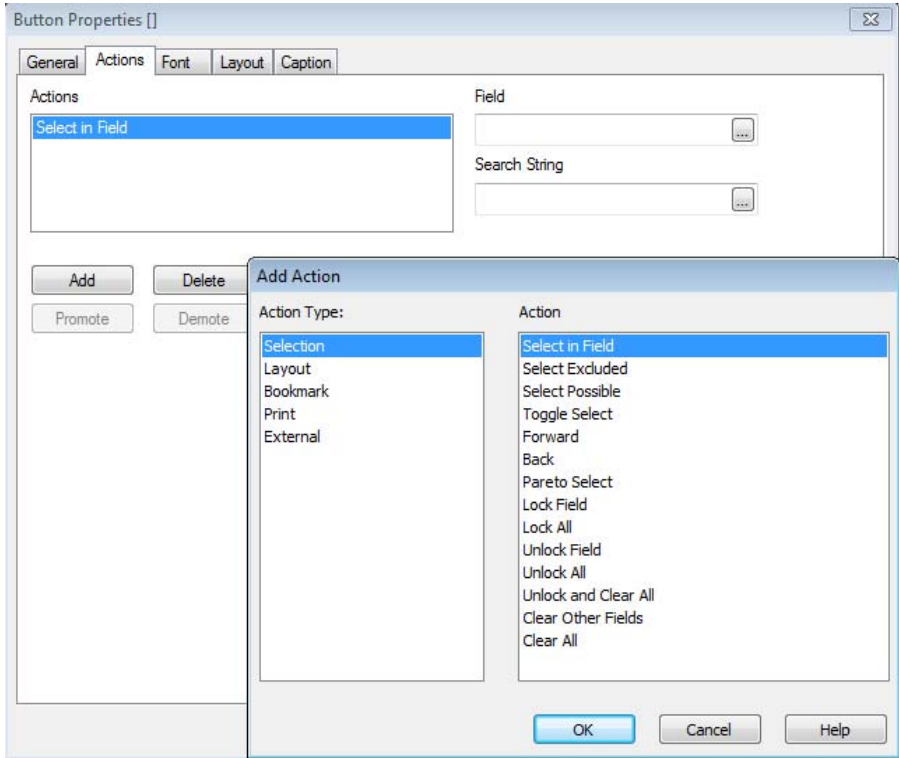 Button Properties []
General Actions Font Layout Caption
Actions
Select in Field
Field
...
Search String
...
Add Delete
Promote Demote
Add Action
Action Type:
Selection
Layout
Bookmark
Print
External
Action
Select in Field
Select Excluded
Select Possible
Toggle Select
Forward
Back
Pareto Select
Lock Field
Lock All
Unlock Field
Unlock All
Unlock and Clear All
Clear Other Fields
Clear All
OK Cancel Help